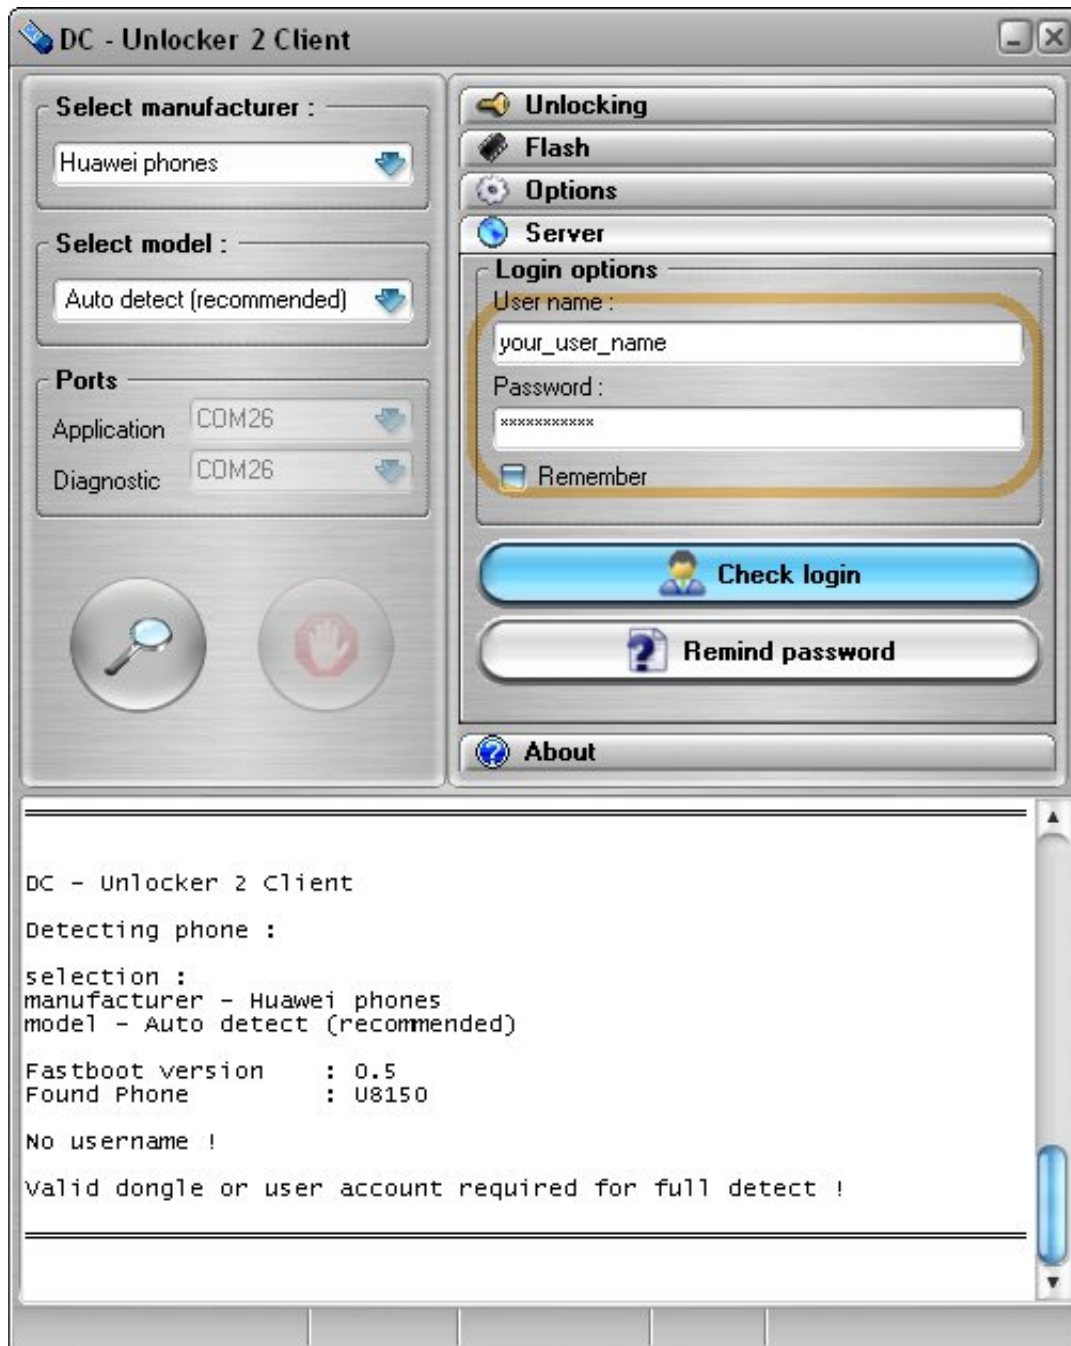 DC - Unlocker 2 Client
Select manufacturer :
Huawei phones
Select model :
Auto detect (recommended)
Ports
Application COM26
Diagnostic COM26
Unlocking
Flash
Options
Server
Login options
User name :
your_user_name
Password :
***********
Remember
Check login
Remind password
About
DC - Unlocker 2 Client
Detecting phone :
selection :
manufacturer - Huawei phones
model - Auto detect (recommended)
Fastboot version : 0.5
Found Phone : U8150
No username !
Valid dongle or user account required for full detect !